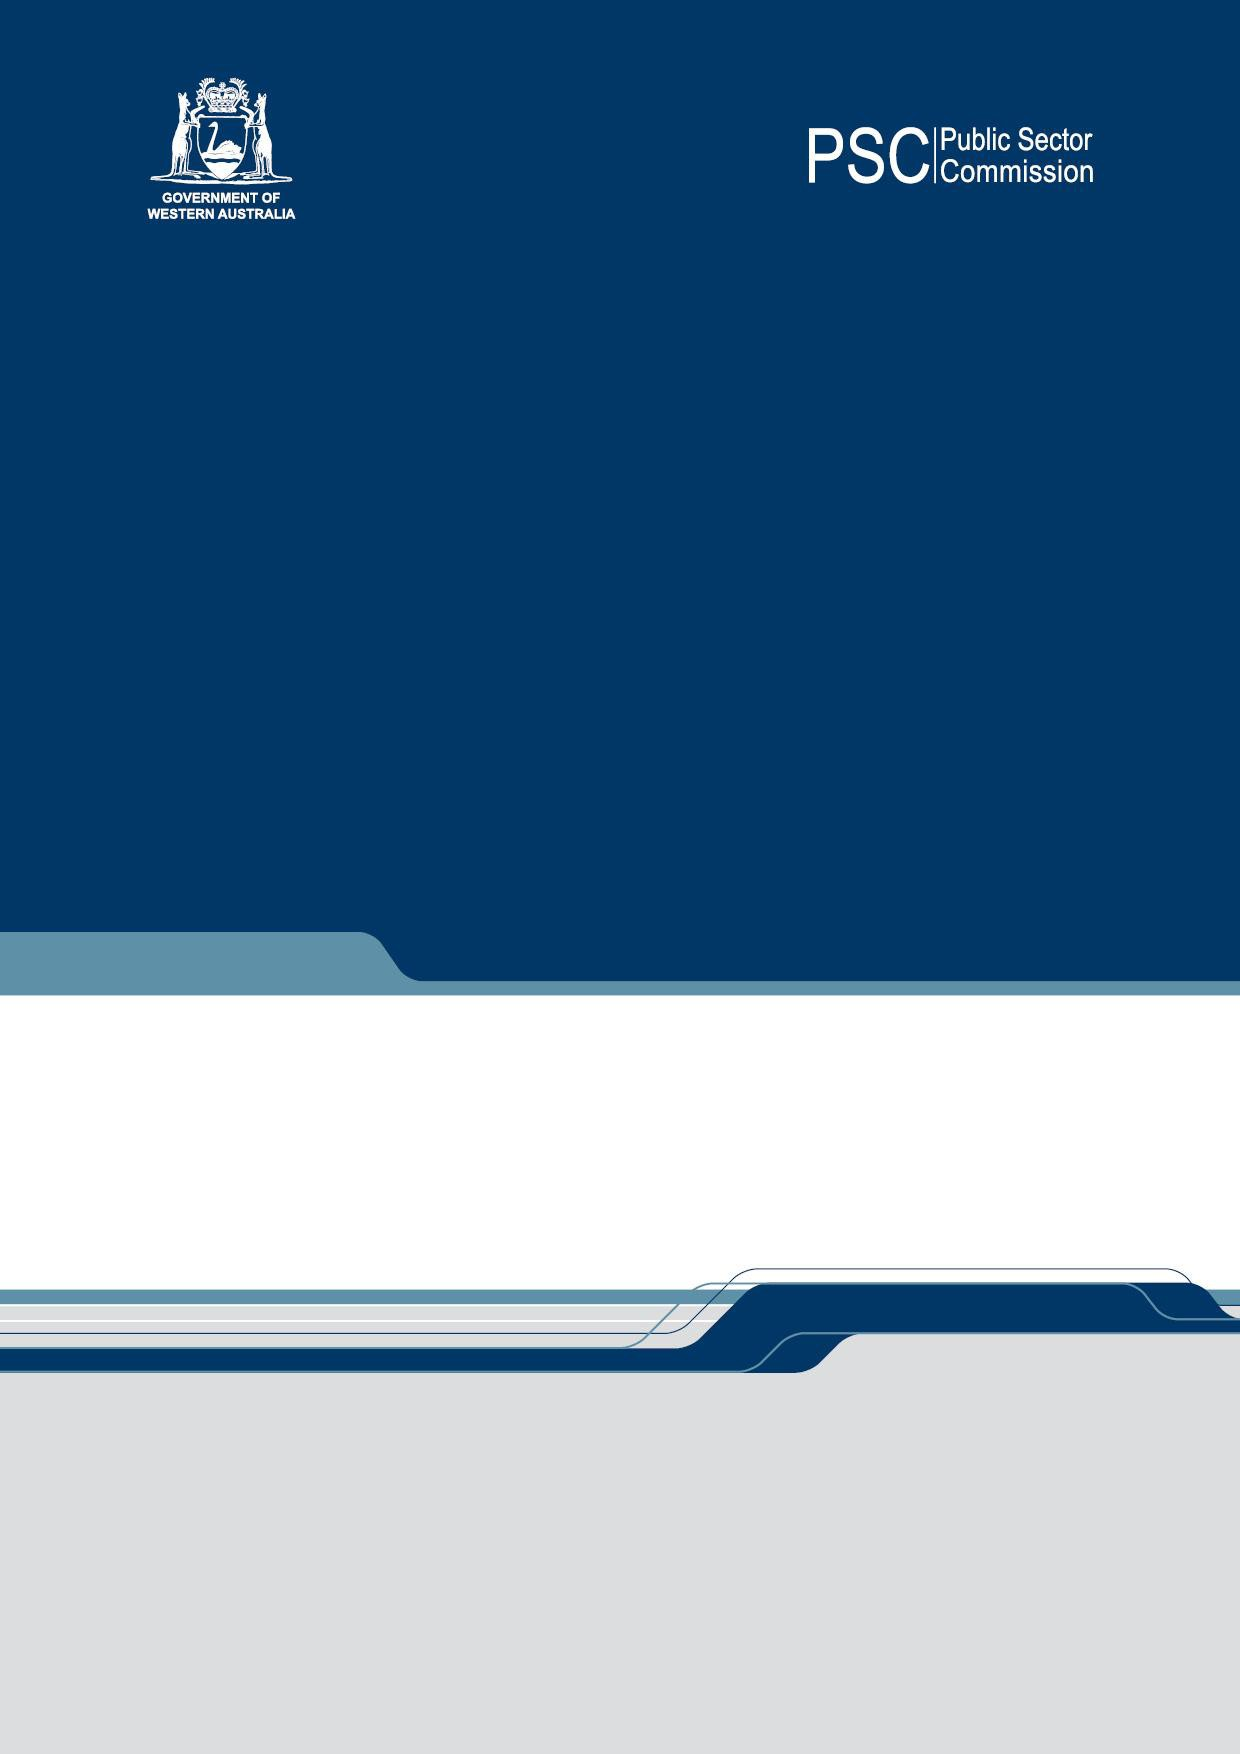 GOVERNMENT OF
WESTERN AUSTRALIA
PSC
Public Sector
Commission